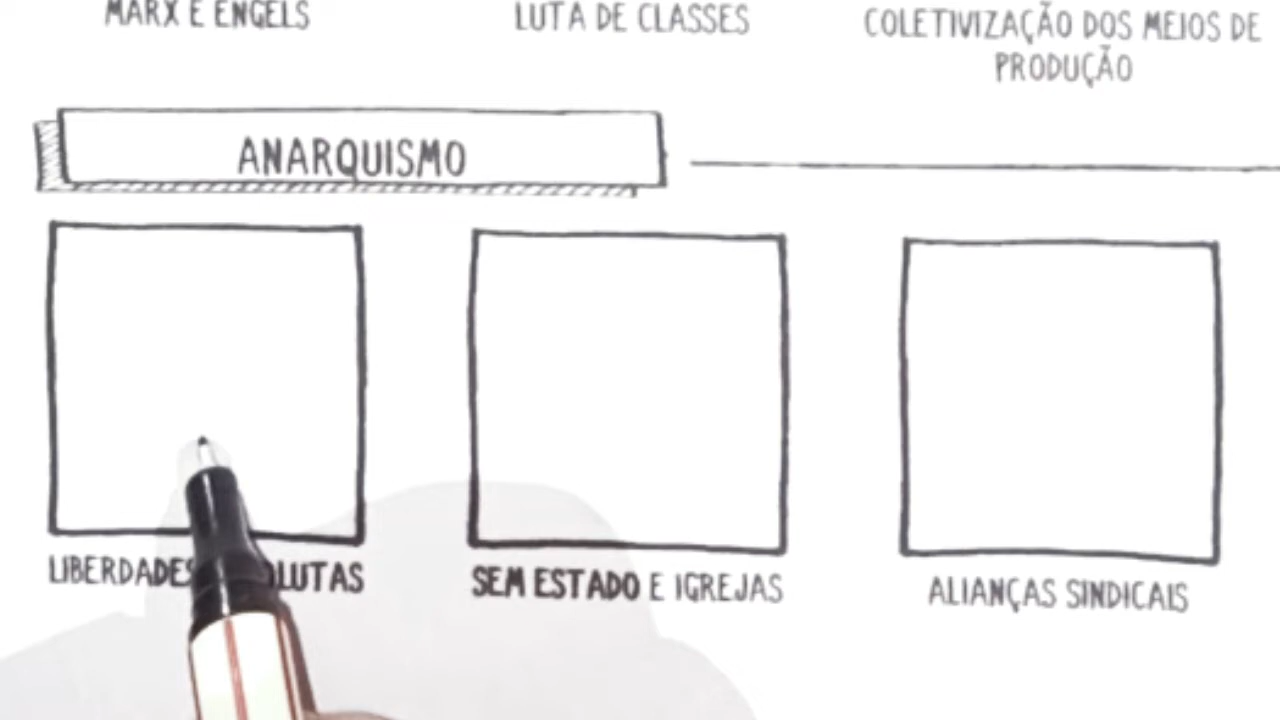 MARX E ENGELS
LUTA DE CLASSES
COLETIVIZAÇÃO DOS MEIOS DE
PRODUÇÃO
ANARQUISMO
LIBERDADES
SEM ESTADO E IGREJAS
ALIANÇAS SINDICAIS